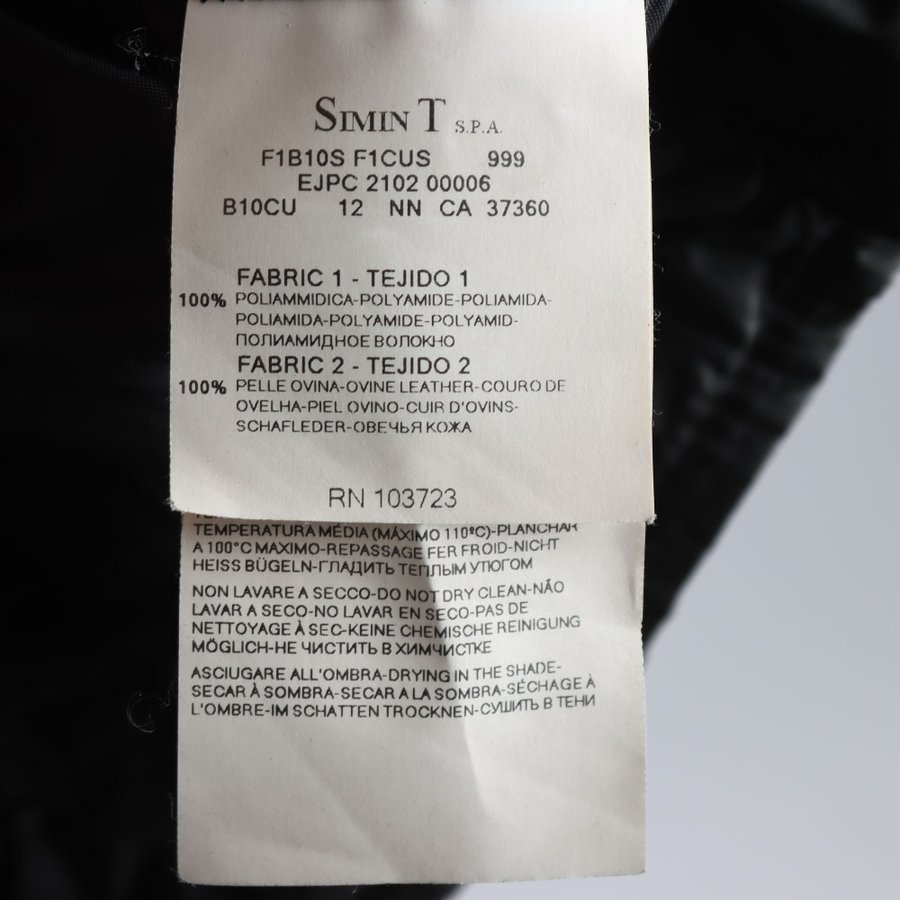 SIMIN T S.P.A.
F1B10S F1CUS 999
EJPC 2102 00006
B10CU 12 NN CA 37360
FABRIC 1 - TEJIDO 1
100% POLIAMMIDICA-POLYAMIDE-POLIAMIDA-
POLIAMIDA-POLYAMIDE-POLYAMID-
ПОЛИАМИДНОЕ ВОЛОКНО
FABRIC 2 - TEJIDO 2
100% PELLE OVINA-OVINE LEATHER-COURO DE
OVELHA-PIEL OVINO-CUIR D'OVINS-
SCHAFLEDER-ОВЕЧЬЯ КОЖА
RN 103723
TEMPERATURA MÉDIA (MÁXIMO 110ºC)-PLANCHAR
A 100°C MAXIMO-REPASSAGE FER FROID-NICHT
HEISS BÜGELN-ГЛАДИТЬ ТЕПЛЫМ УТЮГОМ
NON LAVARE A SECCO-DO NOT DRY CLEAN-NÃO
LAVAR A SECO-NO LAVAR EN SECO-PAS DE
NETTOYAGE À SEC-KEINE CHEMISCHE REINIGUNG
MÖGLICH-НЕ ЧИСТИТЬ В ХИМЧИСТКЕ
ASCIUGARE ALL'OMBRA-DRYING IN THE SHADE-
SECAR À SOMBRA-SECAR A LA SOMBRA-SÉCHAGE À
L'OMBRE-IM SCHATTEN TROCKNEN-СУШИТЬ В ТЕНИ